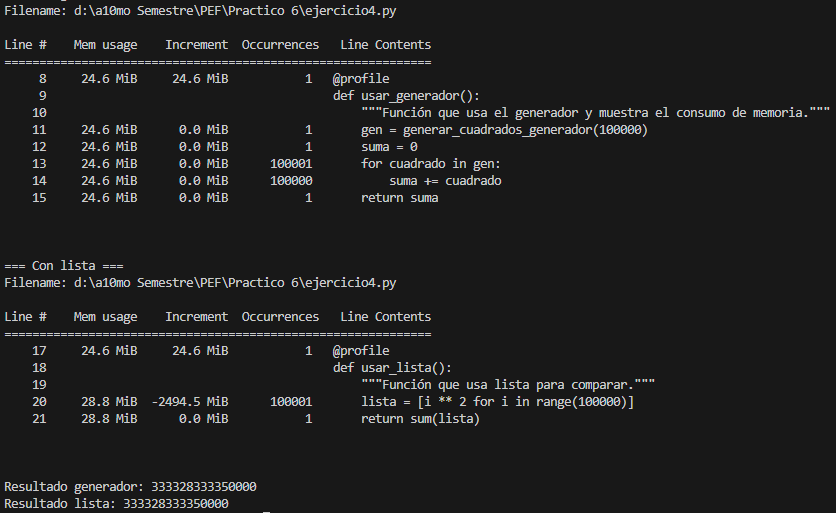 Filename: d:\a10mo Semestre\PEF\Practico 6\ejercicio4.py
Line #    Mem usage    Increment  Occurrences   Line Contents
=============================================================
     8     24.6 MiB     24.6 MiB           1   @profile
     9                                         def usar_generador():
    10                                             """Función que usa el generador y muestra el consumo de memoria."""
    11     24.6 MiB      0.0 MiB           1       gen = generar_cuadrados_generador(100000)
    12     24.6 MiB      0.0 MiB           1       suma = 0
    13     24.6 MiB      0.0 MiB      100001       for cuadrado in gen:
    14     24.6 MiB      0.0 MiB      100000           suma += cuadrado
    15     24.6 MiB      0.0 MiB           1       return suma
=== Con lista ===
Filename: d:\a10mo Semestre\PEF\Practico 6\ejercicio4.py
Line #    Mem usage    Increment  Occurrences   Line Contents
=============================================================
    17     24.6 MiB     24.6 MiB           1   @profile
    18                                         def usar_lista():
    19                                             """Función que usa lista para comparar."""
    20     28.8 MiB  -2494.5 MiB      100001       lista = [i ** 2 for i in range(100000)]
    21     28.8 MiB      0.0 MiB           1       return sum(lista)
Resultado generador: 333328333350000
Resultado lista: 333328333350000